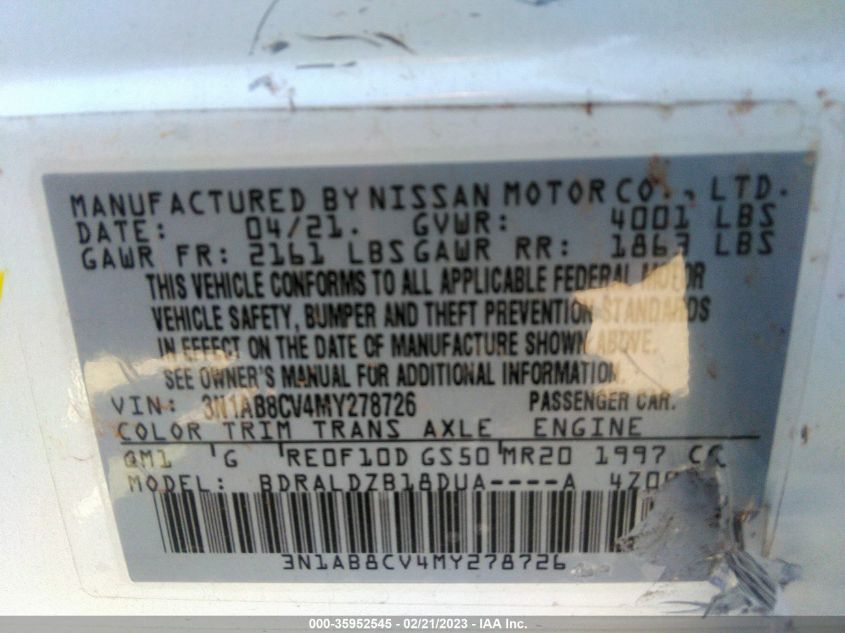 MANUFACTURED BY NISSAN MOTOR CO., LTD.
DATE: 04/21. GVWR: 4001 LBS
GAWR FR: 2161 LBS GAWR RR: 1863 LBS
THIS VEHICLE CONFORMS TO ALL APPLICABLE FEDERAL MOTOR
VEHICLE SAFETY, BUMPER AND THEFT PREVENTION STANDARDS
IN EFFECT ON THE DATE OF MANUFACTURE SHOWN ABOVE.
SEE OWNER'S MANUAL FOR ADDITIONAL INFORMATION.
VIN: 3N1AB8CV4MY278726 PASSENGER CAR.
COLOR TRIM TRANS AXLE ENGINE
QM1 G RE0F10D GS50 MR20 1997 CC
MODEL: BDRALDZB18DUA----A
3N1AB8CV4MY278726
000-35952545 - 02/21/2023 - IAA Inc.